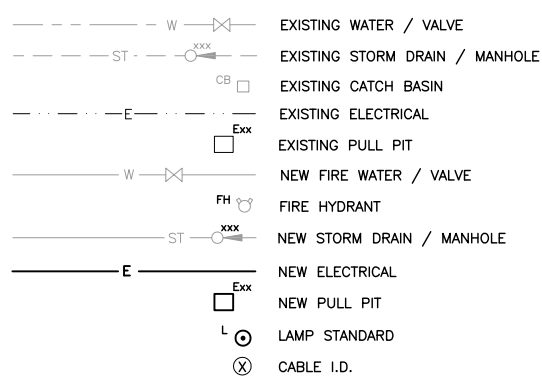 W EXISTING WATER / VALVE
ST xxx EXISTING STORM DRAIN / MANHOLE
CB EXISTING CATCH BASIN
E EXISTING ELECTRICAL
Exx EXISTING PULL PIT
W NEW FIRE WATER / VALVE
FH FIRE HYDRANT
ST xxx NEW STORM DRAIN / MANHOLE
E NEW ELECTRICAL
Exx NEW PULL PIT
L LAMP STANDARD
X CABLE I.D.